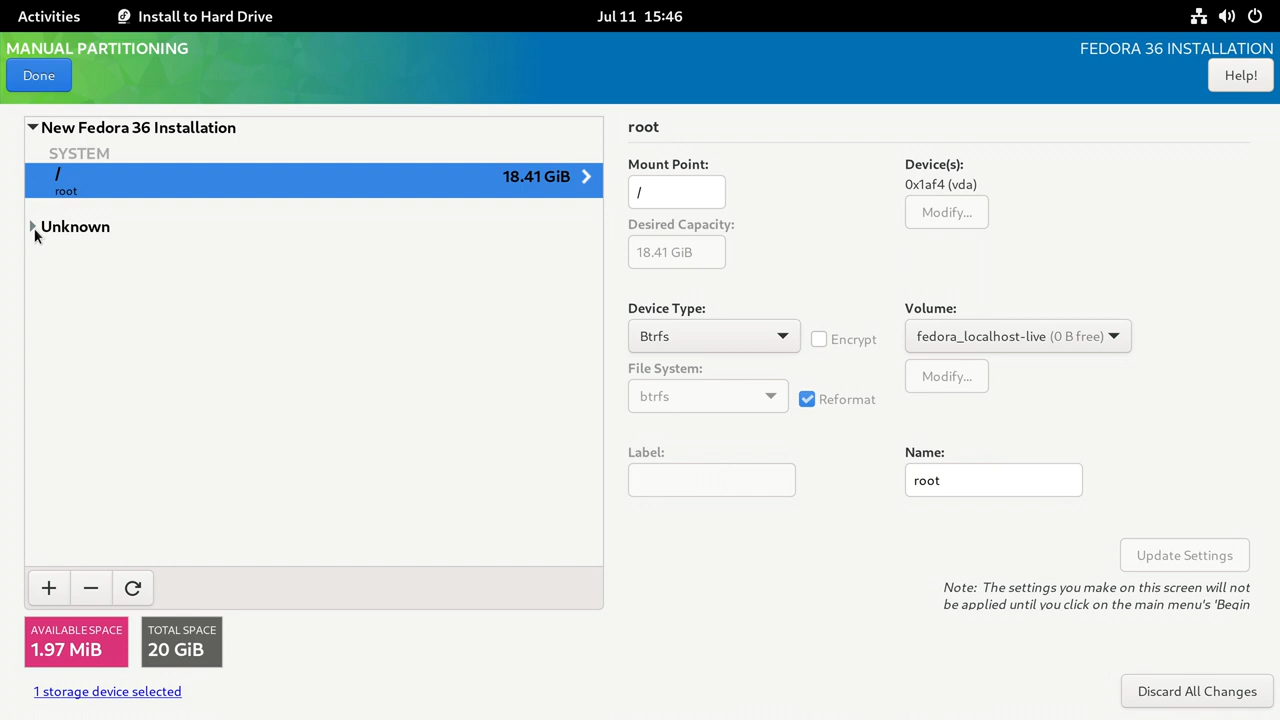 Activities
Install to Hard Drive
Jul 11 15:46
MANUAL PARTITIONING
FEDORA 36 INSTALLATION
Done
Help!
New Fedora 36 Installation
SYSTEM
/
root
18.41 GiB
Unknown
root
Mount Point:
/
Desired Capacity:
18.41 GiB
Device(s):
0x1af4 (vda)
Modify...
Device Type:
Btrfs
Encrypt
Volume:
fedora_localhost-live (0 B free)
File System:
btrfs
Reformat
Modify...
Label:
Name:
root
Update Settings
Note: The settings you make on this screen will not
be applied until you click on the main menu's 'Begin
AVAILABLE SPACE
1.97 MiB
TOTAL SPACE
20 GiB
1 storage device selected
Discard All Changes